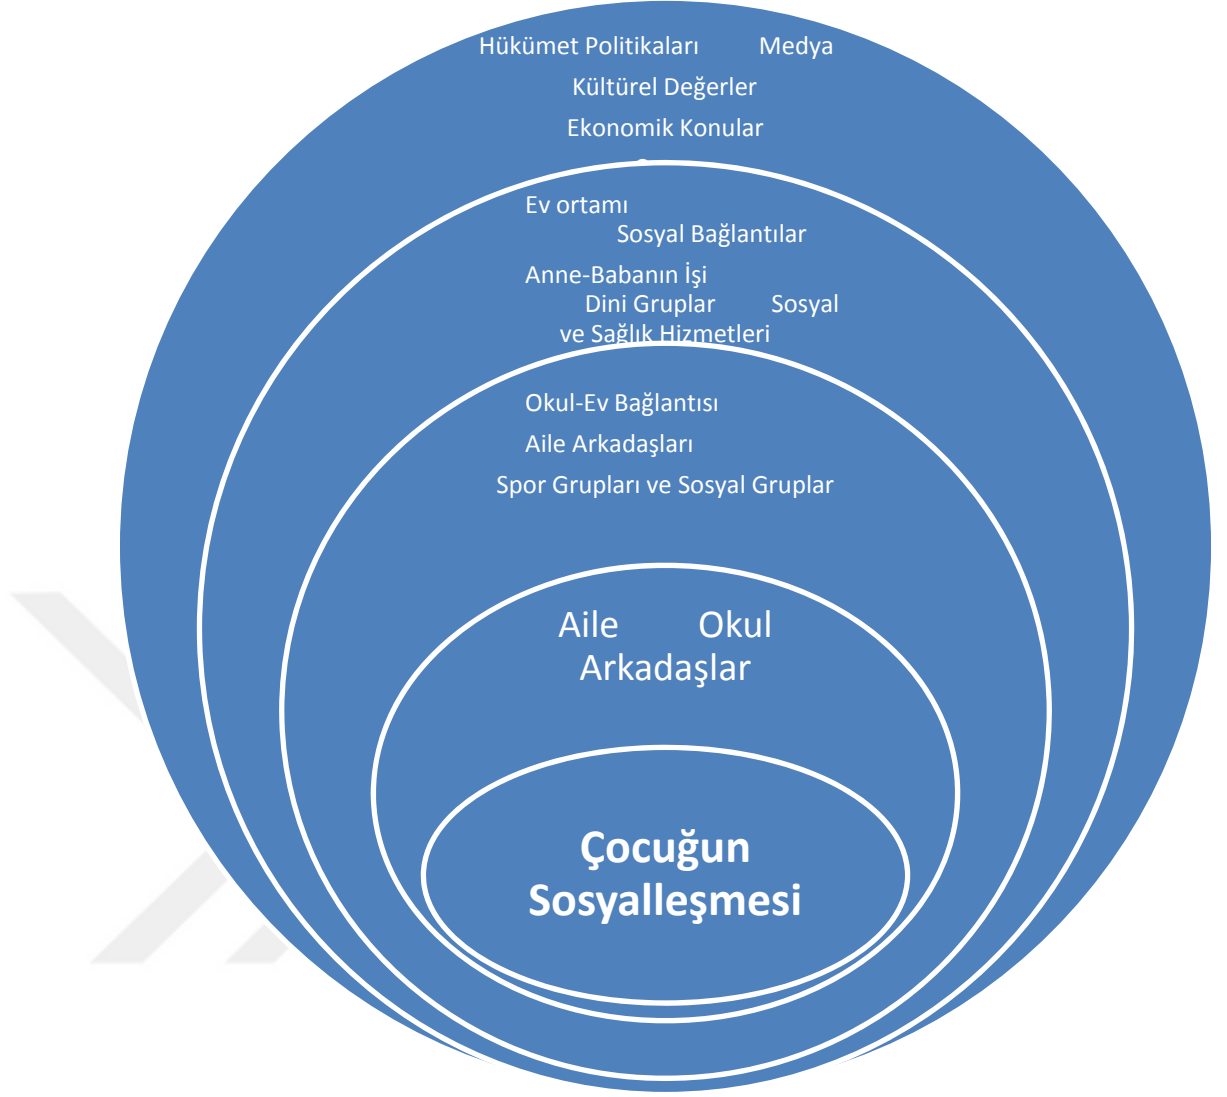 Hükümet Politikaları Medya
Kültürel Değerler
Ekonomik Konular
Ev ortamı
Sosyal Bağlantılar
Anne-Babanın İşi
Dini Gruplar Sosyal
ve Sağlık Hizmetleri
Okul-Ev Bağlantısı
Aile Arkadaşları
Spor Grupları ve Sosyal Gruplar
Aile Okul
Arkadaşlar
Çocuğun
Sosyalleşmesi